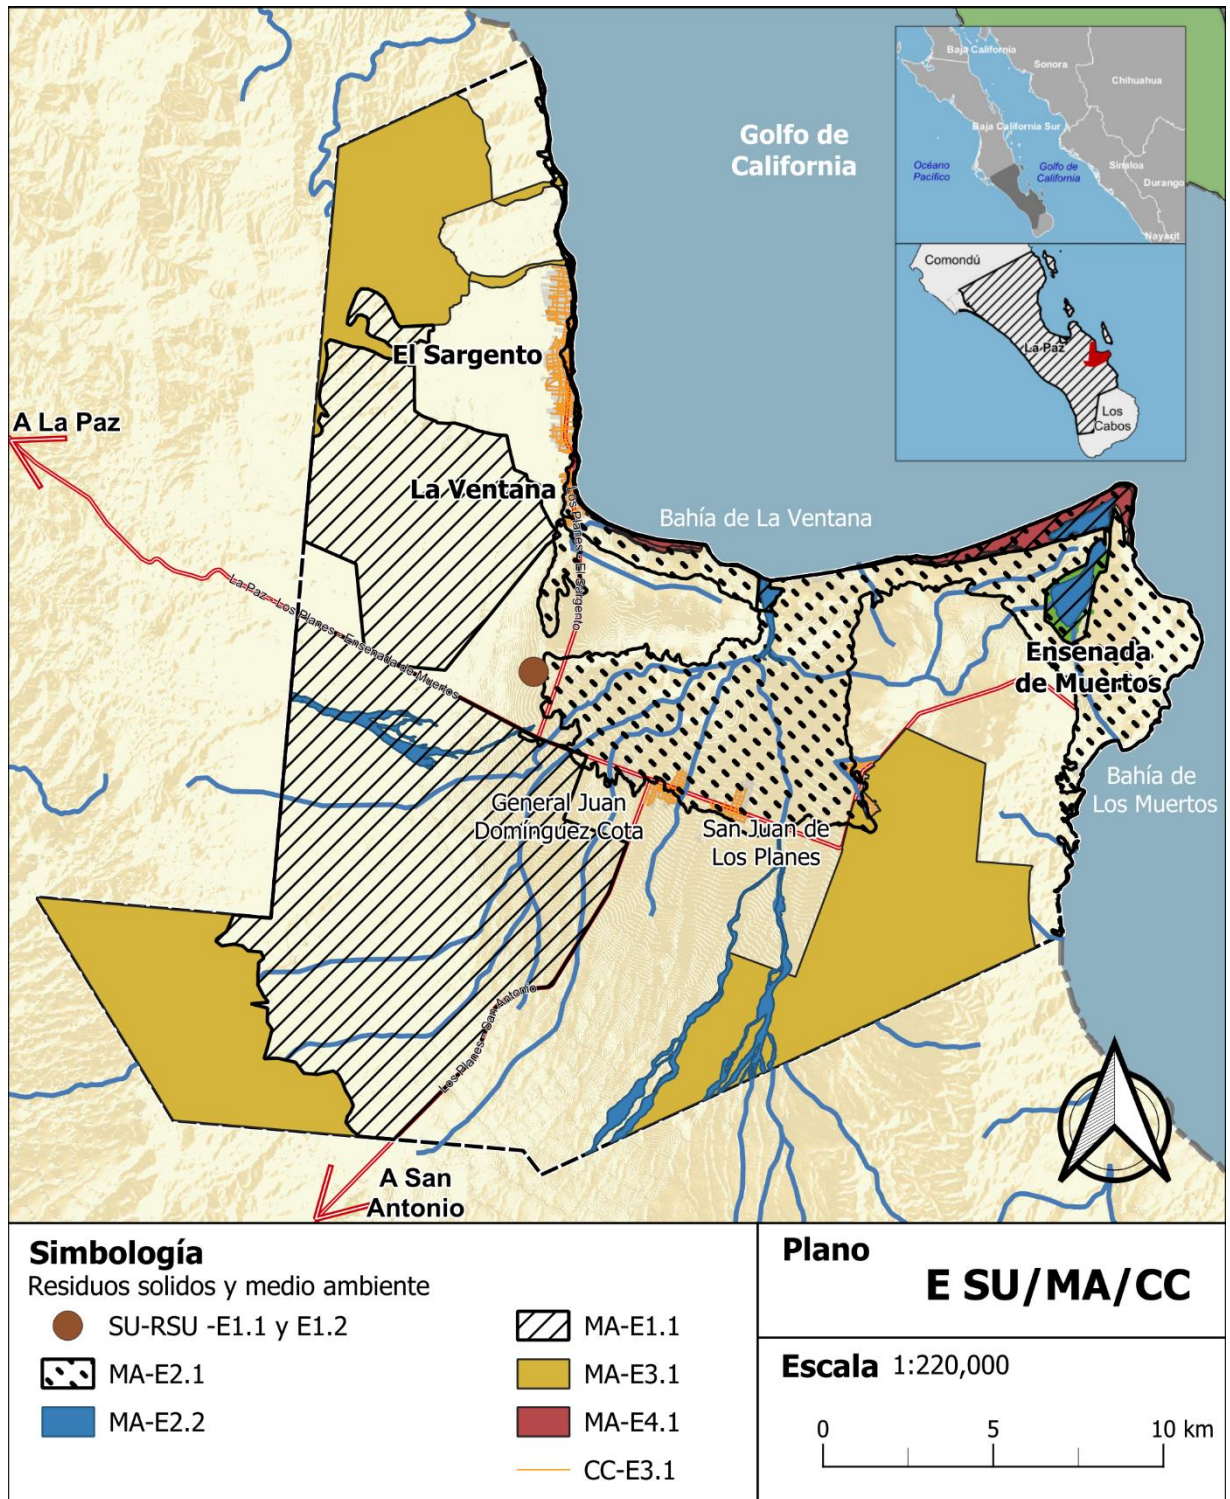 Golfo de
California
Baja California
Sonora
Chihuahua
Baja California Sur
Océano
Pacífico
Golfo de
California
Sinaloa
Durango
Nayarit
Comondú
La Paz
Los
Cabos
El Sargento
A La Paz
La Ventana
Bahía de La Ventana
Los Planes - El Sargento
La Paz - Los Planes - Ensenada de Muertos
Ensenada
de Muertos
Bahía de
Los Muertos
General Juan
Domínguez Cota
San Juan de
Los Planes
Los Planes - San Antonio
A San
Antonio
Simbología
Residuos solidos y medio ambiente
SU-RSU -E1.1 y E1.2
MA-E2.1
MA-E2.2
MA-E1.1
MA-E3.1
MA-E4.1
CC-E3.1
Plano
E SU/MA/CC
Escala 1:220,000
0 5 10 km